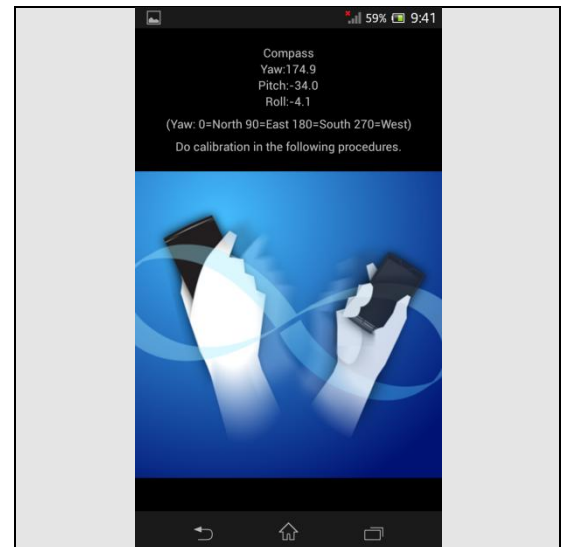 59% 9:41
Compass
Yaw:174.9
Pitch:-34.0
Roll:-4.1
(Yaw: 0=North 90=East 180=South 270=West)
Do calibration in the following procedures.